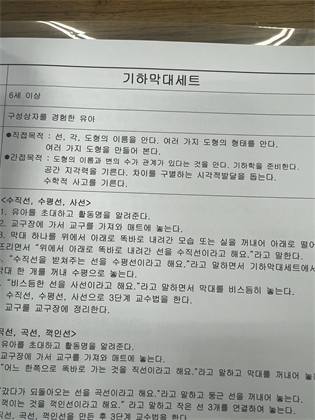 기하막대세트
6세 이상
구성상자를 경험한 유아
●직접목적 : 선, 각, 도형의 이름을 안다. 여러 가지 도형의 형태를 안다.
여러 가지 도형을 만들어 본다.
●간접목적 : 도형의 이름과 변의 수가 관계가 있다는 것을 안다. 기하학을 준비한다.
공간 지각력을 기른다. 차이를 구별하는 시각적발달을 돕는다.
수학적 사고를 기른다.
<수직선, 수평선, 사선>
1. 유아를 초대하고 활동명을 알려준다.
2. 교구장에 가서 교구를 가져와 매트에 놓는다.
3. 막대 하나를 위에서 아래로 똑바로 내려간 모습 또는 실을 꺼내어 아래로 떨어
뜨리면서 "위에서 아래로 똑바로 내려간 선을 수직선이라고 해요."라고 말한다.
"수직선을 받쳐주는 선을 수평선이라고 해요."라고 말하면서 기하막대세트에서
막대 한 개를 꺼내 수평으로 놓는다.
"비스듬한 선을 사선이라고 해요."라고 말하면서 막대를 비스듬히 놓는다.
수직선, 수평선, 사선으로 3단계 교수법을 한다.
교구를 교구장에 정리한다.
직선, 곡선, 꺾인선>
유아를 초대하고 활동명을 알려준다.
교구장에 가서 교구를 가져와 매트에 놓는다.
"어느 한쪽으로 똑바로 가는 것을 직선이라고 해요."라고 말하고 막대를 꺼내어 놓
"갔다가 되돌아오는 선을 곡선이라고 해요."라고 말하고 둥근 선을 꺼내어 놓는다.
"꺾이는 것을 꺾인선이라고 해요." 라고 말하고 작은 선 3개를 연결하여 놓는다.
직선, 곡선, 꺾인선을 만든 후 3단계 교수법을 한다.